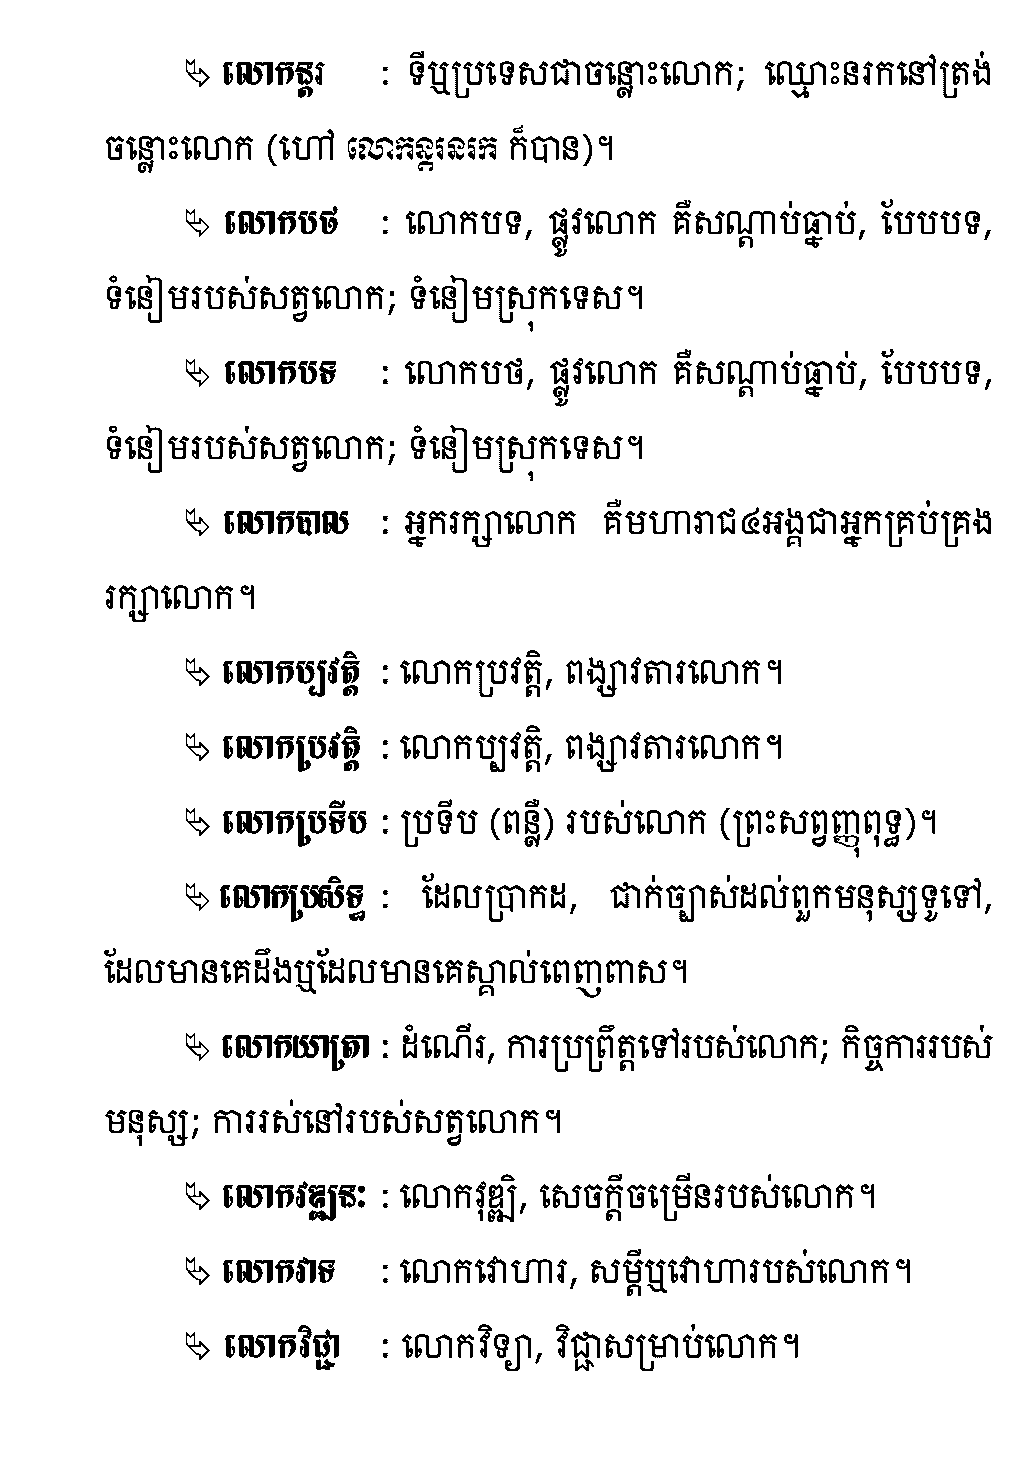 ⮱ លោកន្តរ : ទីឬប្រទេសជាចន្លោះលោក; ឈ្មោះនរកនៅត្រង់
ចន្លោះលោក (ហៅ លោកន្តរនរក ក៏បាន)។
⮱ លោកបថ : លោកបទ, ផ្លូវលោក គឺសណ្ដាប់ធ្នាប់, បែបបទ,
ទំនៀមរបស់សត្វលោក; ទំនៀមស្រុកទេស។
⮱ លោកបទ : លោកបថ, ផ្លូវលោក គឺសណ្ដាប់ធ្នាប់, បែបបទ,
ទំនៀមរបស់សត្វលោក; ទំនៀមស្រុកទេស។
⮱ លោកបាល : អ្នករក្សាលោក គឺមហារាជ៤អង្គជាអ្នកគ្រប់គ្រង
រក្សាលោក។
⮱ លោកប្បវត្តិ : លោកប្រវត្តិ, ពង្សាវតារលោក។
⮱ លោកប្រវត្តិ : លោកប្បវត្តិ, ពង្សាវតារលោក។
⮱ លោកប្រទីប : ប្រទីប (ពន្លឺ) របស់លោក (ព្រះសព្វញ្ញុពុទ្ធ)។
⮱ លោកប្រសិទ្ធ : ដែលប្រាកដ, ជាក់ច្បាស់ដល់ពួកមនុស្សទូទៅ,
ដែលមានគេដឹងឬដែលមានគេស្គាល់ពេញពាស។
⮱ លោកយាត្រា : ដំណើរ, ការប្រព្រឹត្តទៅរបស់លោក; កិច្ចការរបស់
មនុស្ស; ការរស់នៅរបស់សត្វលោក។
⮱ លោកវឌ្ឍនៈ : លោកវុឌ្ឍិ, សេចក្ដីចម្រើនរបស់លោក។
⮱ លោកវាទ : លោកវោហារ, សម្ដីឬវោហារបស់លោក។
⮱ លោកវិជ្ជា : លោកវិទ្យា, វិជ្ជាសម្រាប់លោក។